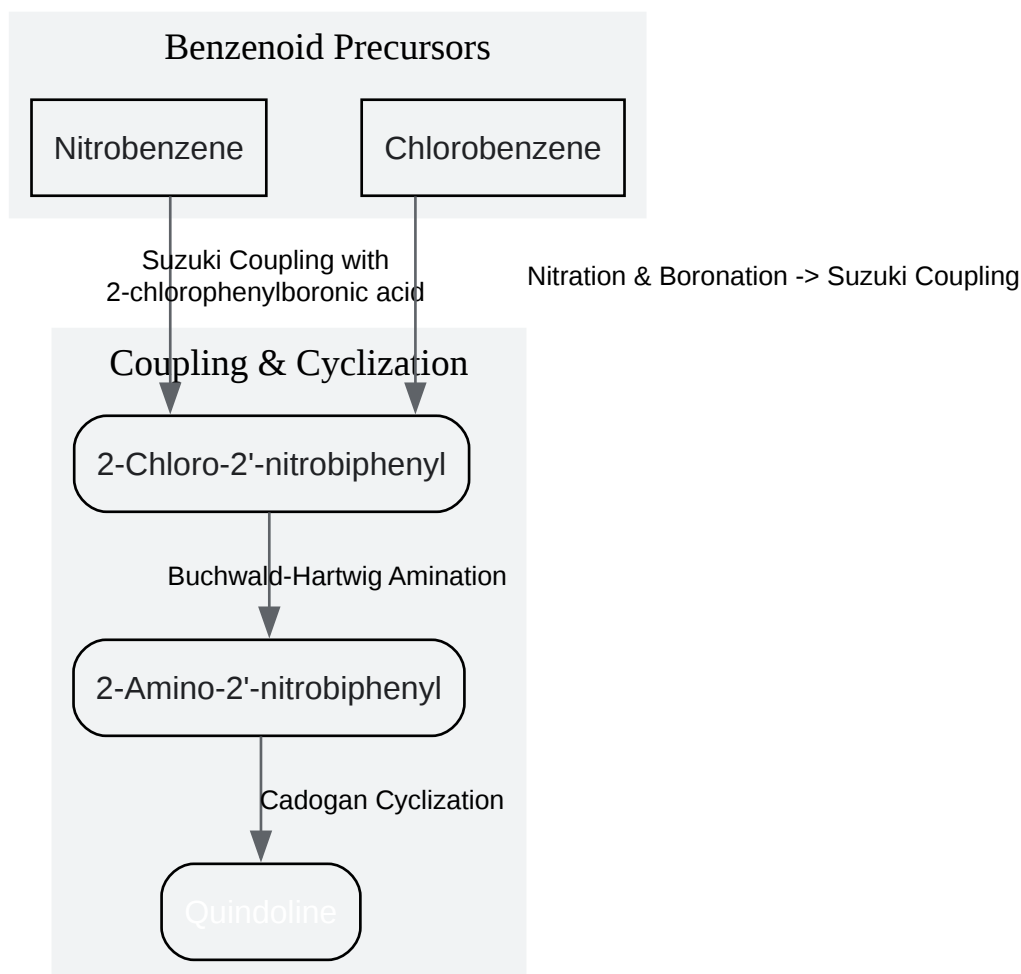 Benzenoid Precursors
Nitrobenzene
Chlorobenzene
Suzuki Coupling with
2-chlorophenylboronic acid
Nitration & Boronation -> Suzuki Coupling
Coupling & Cyclization
2-Chloro-2'-nitrobiphenyl
Buchwald-Hartwig Amination
2-Amino-2'-nitrobiphenyl
Cadogan Cyclization
Quindoline